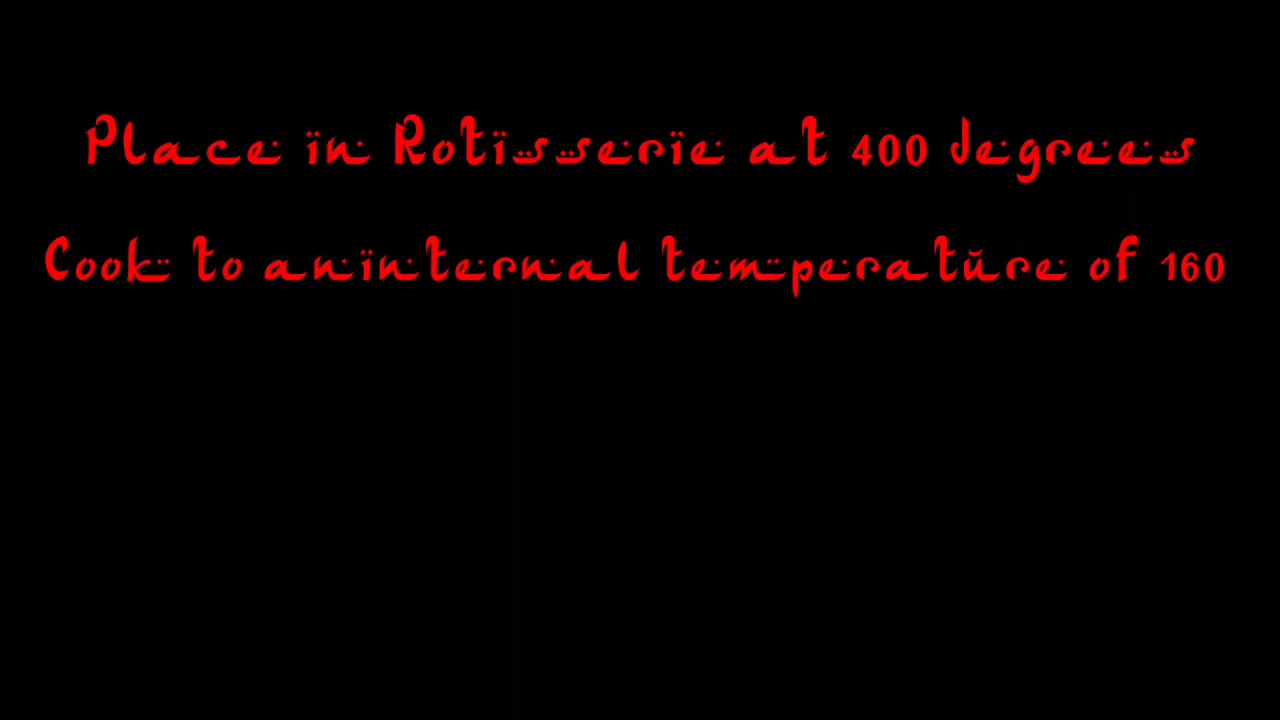 Place in Rotisserie at 400 degrees
Cook to aninternal temperature of 160